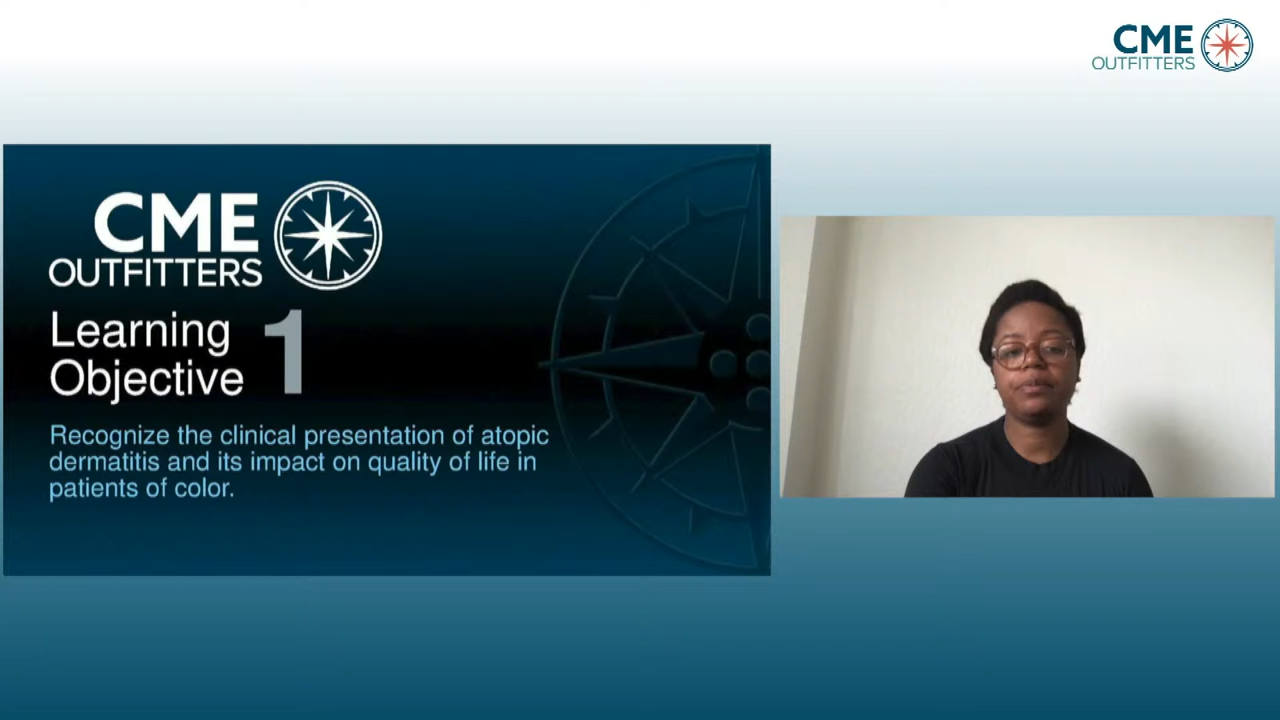 CME
OUTFITTERS
CME
OUTFITTERS
Learning
Objective 1
Recognize the clinical presentation of atopic
dermatitis and its impact on quality of life in
patients of color.